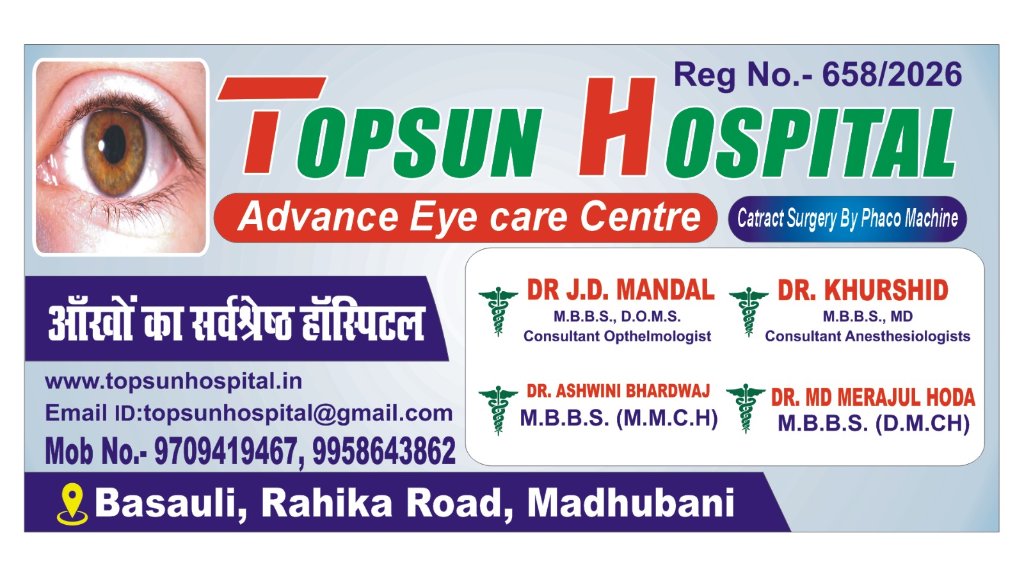 Reg No.- 658/2026
TOPSUN HOSPITAL
Advance Eye care Centre
Catract Surgery By Phaco Machine
आँखों का सर्वश्रेष्ठ हॉस्पिटल
www.topsunhospital.in
Email ID:topsunhospital@gmail.com
Mob No.- 9709419467, 9958643862
DR J.D. MANDAL
M.B.B.S., D.O.M.S.
Consultant Opthelmologist
DR. KHURSHID
M.B.B.S., MD
Consultant Anesthesiologists
DR. ASHWINI BHARDWAJ
M.B.B.S. (M.M.C.H)
DR. MD MERAJUL HODA
M.B.B.S. (D.M.CH)
Basauli, Rahika Road, Madhubani